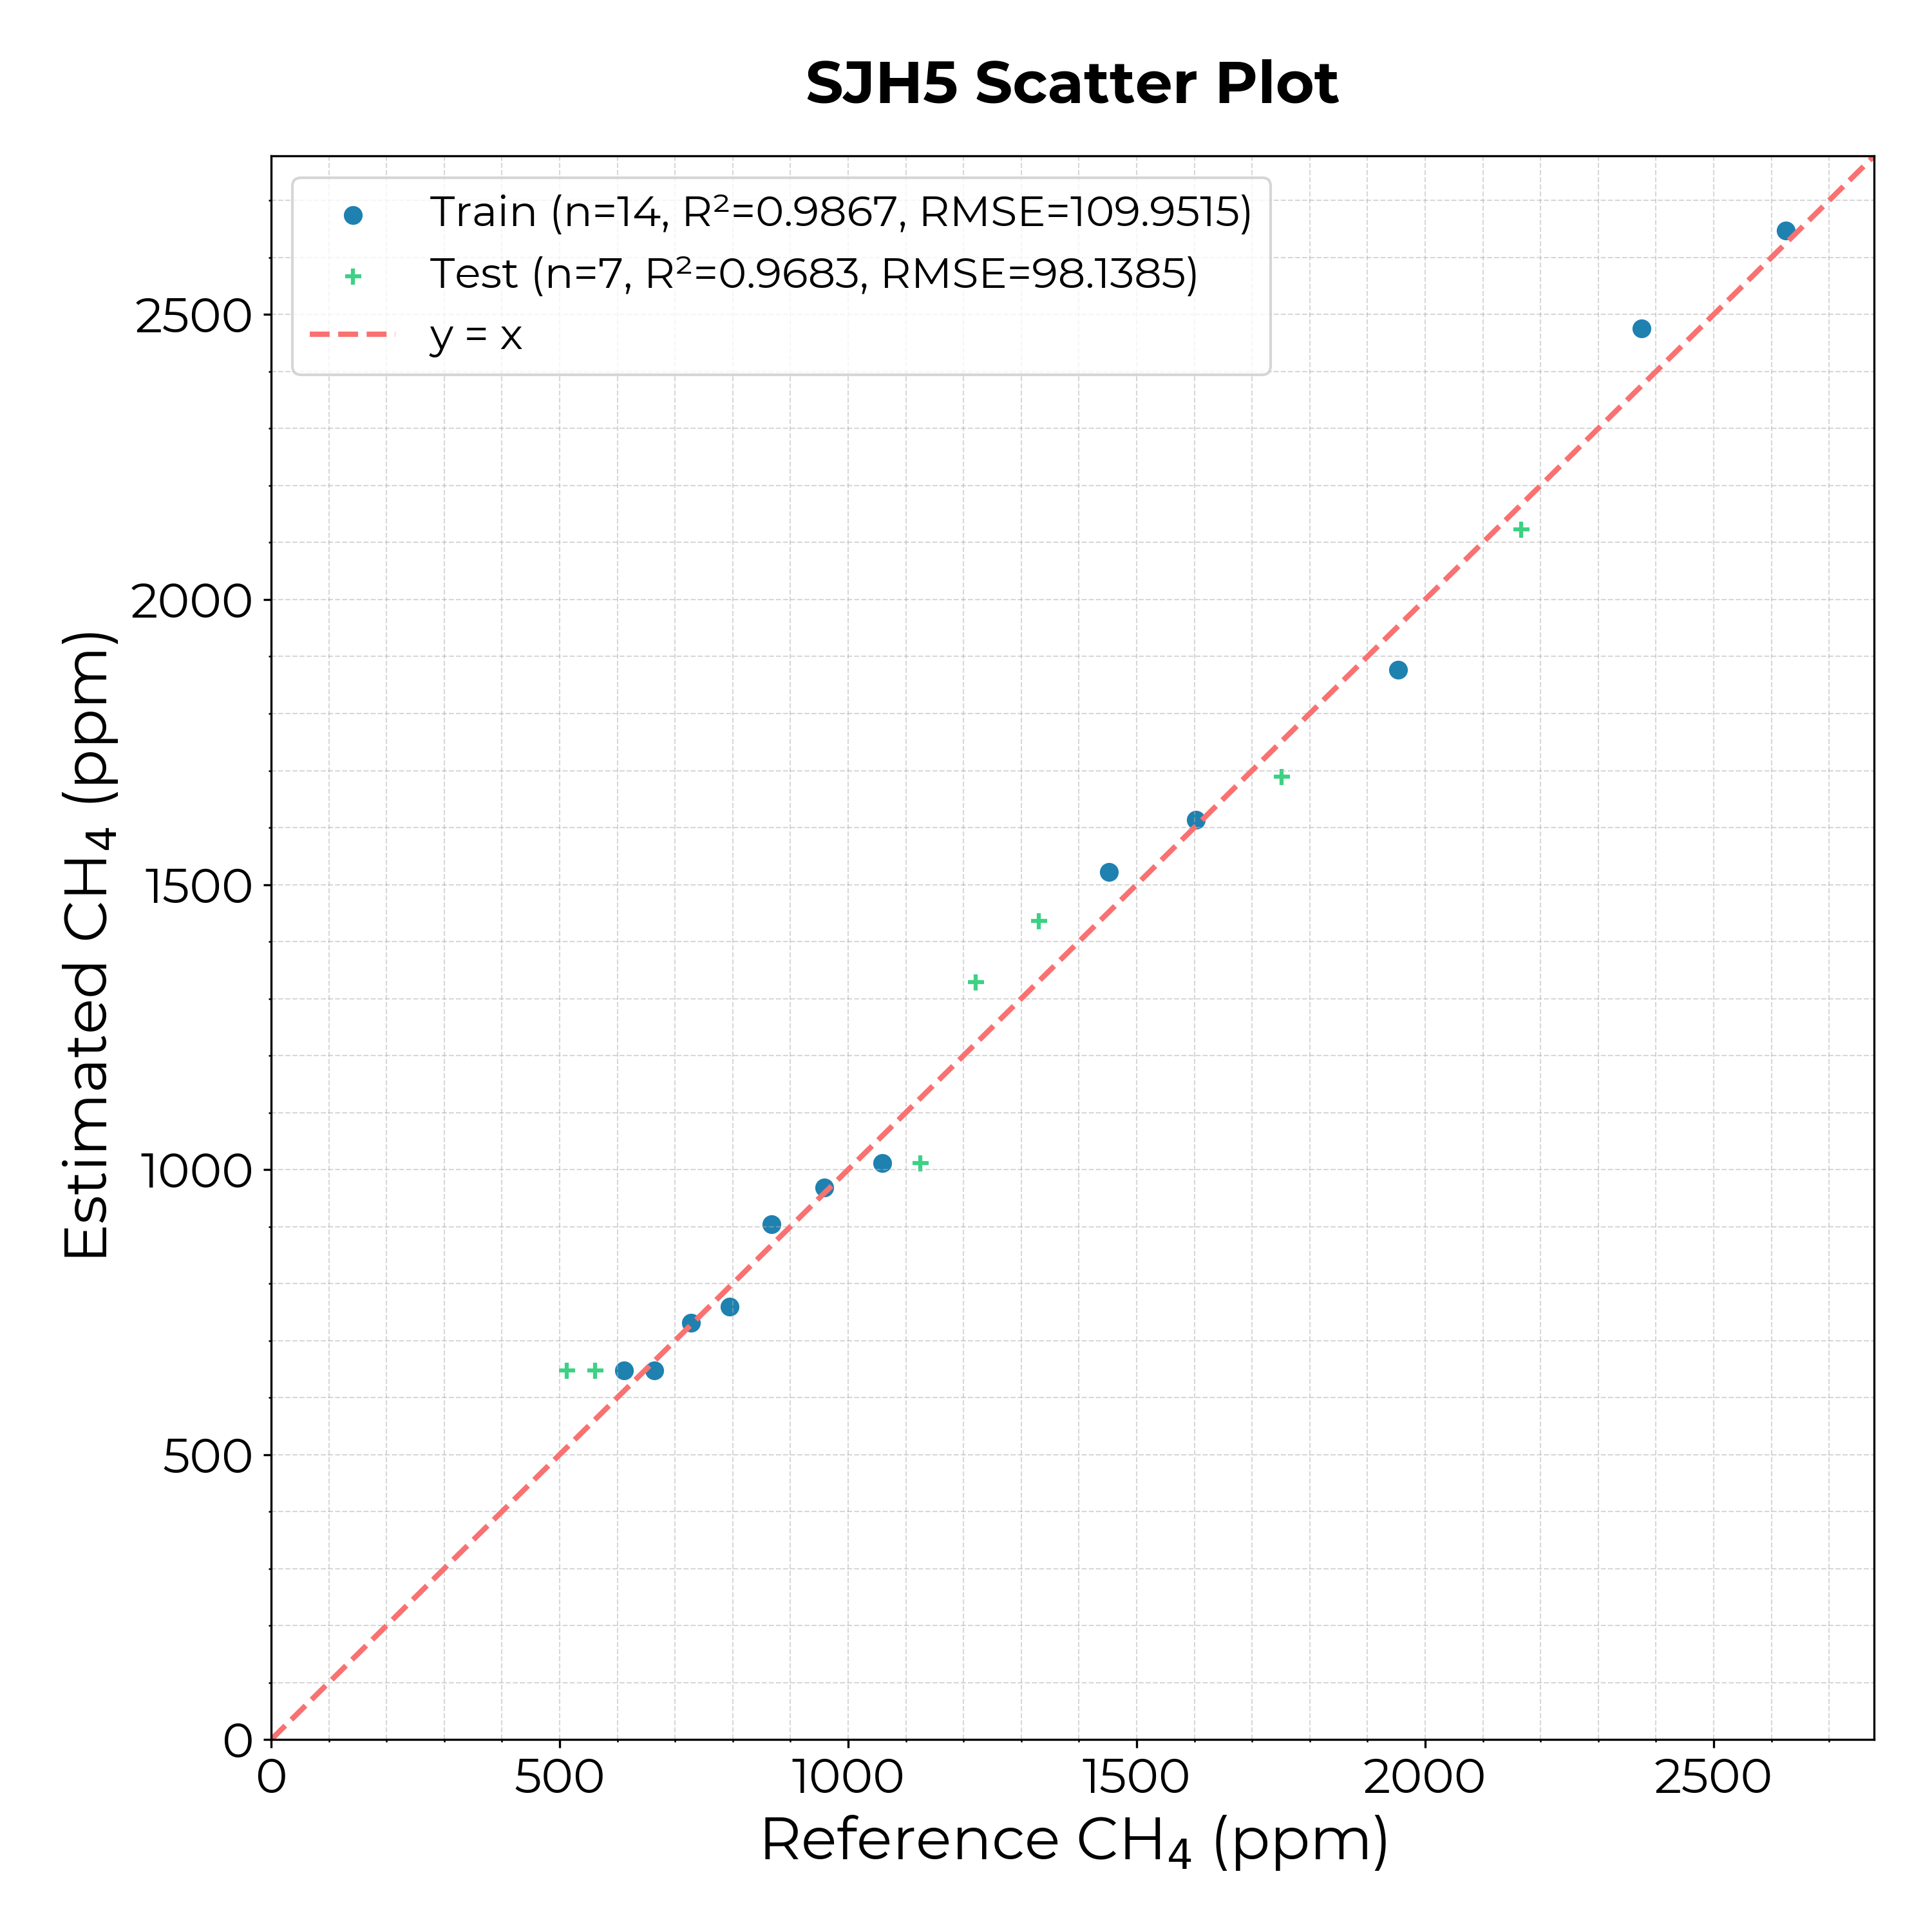 SJH5 Scatter Plot
Train (n=14, R²=0.9867, RMSE=109.9515)
Test (n=7, R²=0.9683, RMSE=98.1385)
y = x
Estimated CH₄ (ppm)
2500
2000
1500
1000
500
0
0 500 1000 1500 2000 2500
Reference CH₄ (ppm)